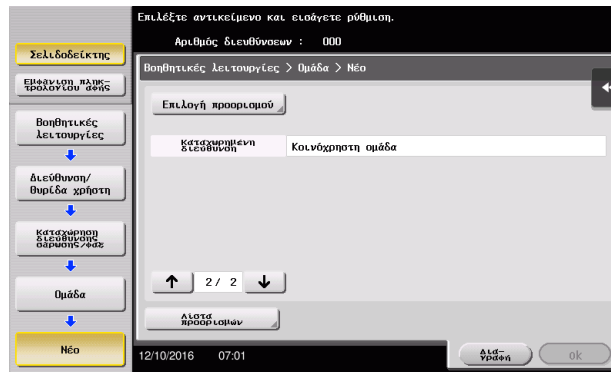 Επιλέξτε αντικείμενο και εισάγετε ρύθμιση.
Αριθμός διευθύνσεων : 000
Σελιδοδείκτης
Εμφάνιση πληκ-
τρολογίου αφής
Βοηθητικές λειτουργίες > Ομάδα > Νέο
Επιλογή προορισμού
Βοηθητικές
λειτουργίες
Καταχωρημένη
διεύθυνση
Κοινόχρηστη ομάδα
Διεύθυνση/
Θυρίδα χρήστη
Καταχώρηση
διεύθυνσης
σάρωσης/φαξ
↑ 2/ 2 ↓
Ομάδα
Λίστα
προορισμών
Νέο
12/10/2016 07:01
Δια-
γραφή
ok